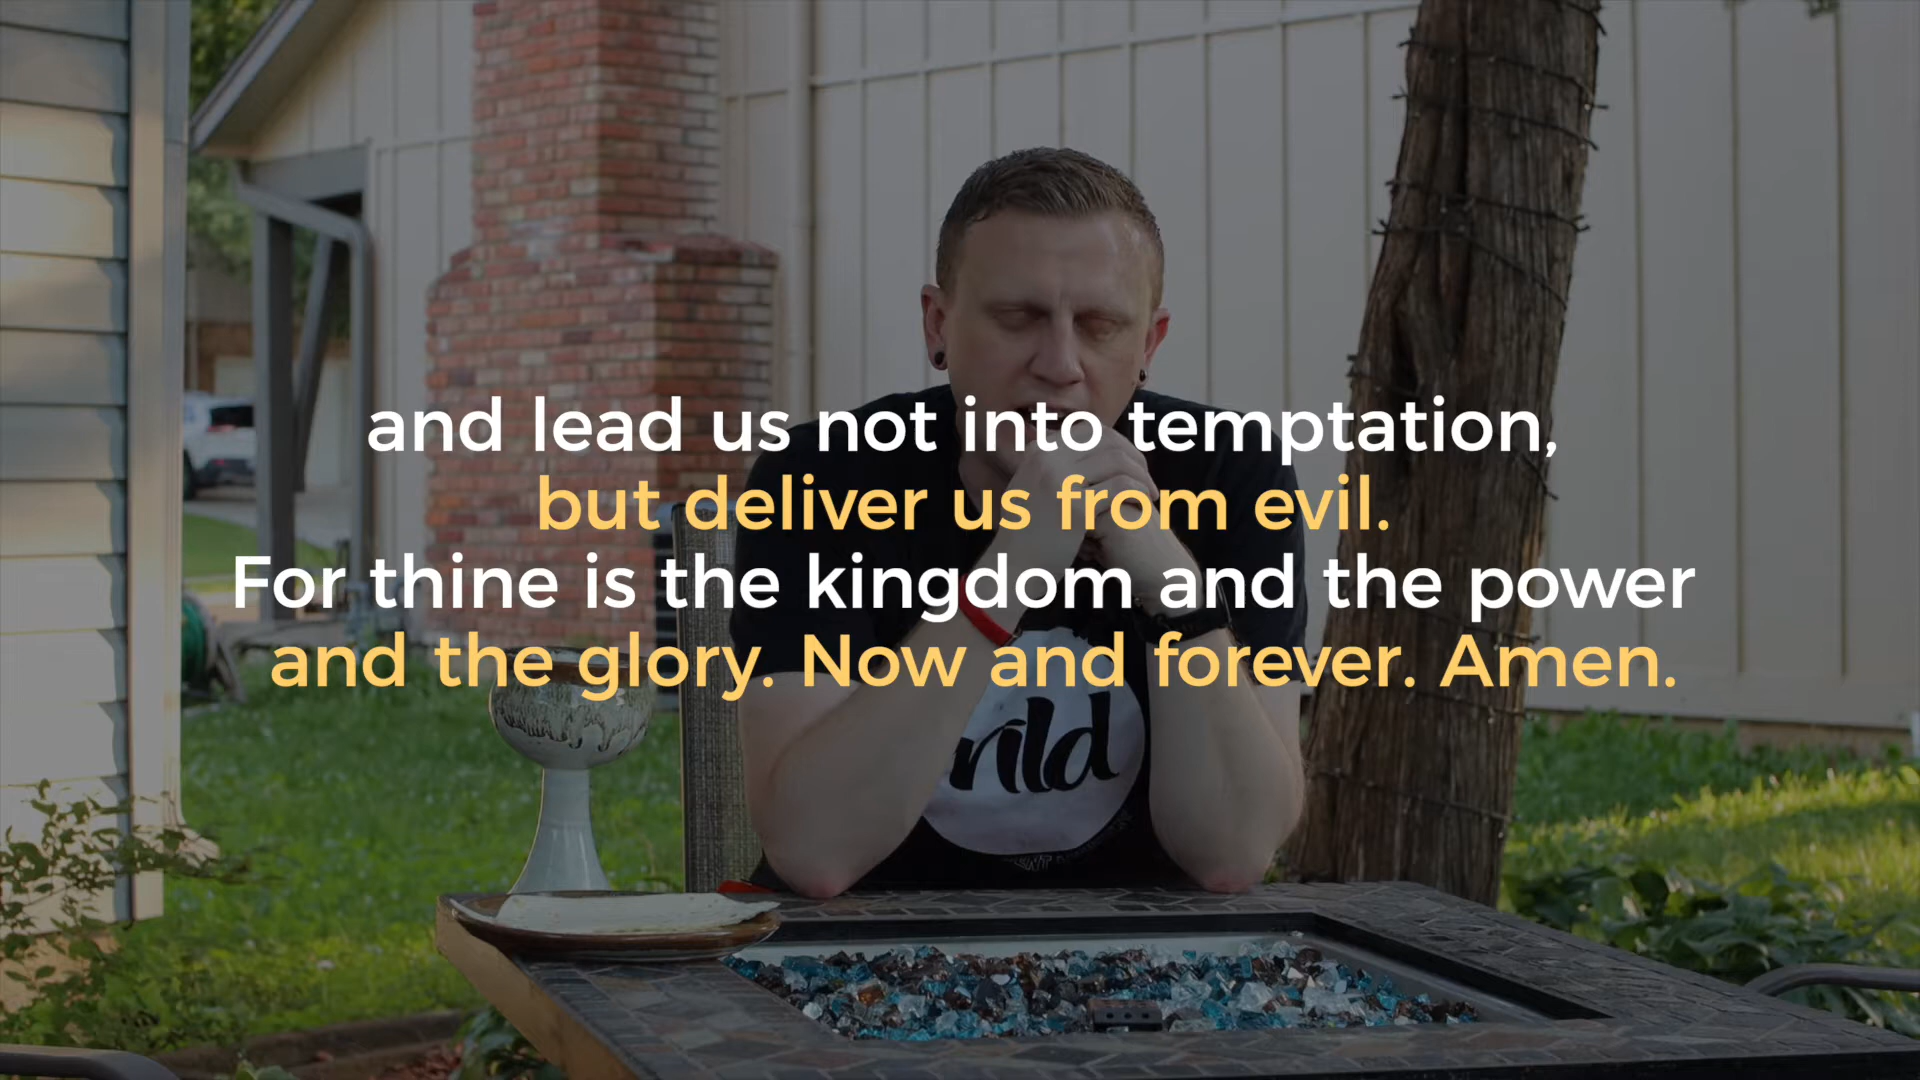 and lead us not into temptation,
but deliver us from evil.
For thine is the kingdom and the power
and the glory. Now and forever. Amen.